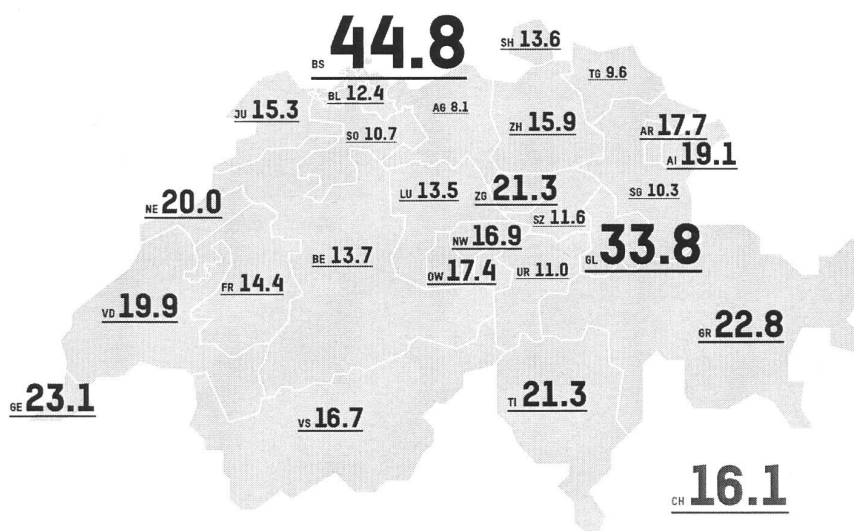 BS 44.8
SH 13.6
TG 9.6
BL 12.4
AG 8.1
JU 15.3
SO 10.7
ZH 15.9
AR 17.7
AI 19.1
LU 13.5
ZG 21.3
SG 10.3
NE 20.0
SZ 11.6
NW 16.9
GL 33.8
BE 13.7
OW 17.4
UR 11.0
FR 14.4
VD 19.9
GR 22.8
GE 23.1
TI 21.3
VS 16.7
CH 16.1